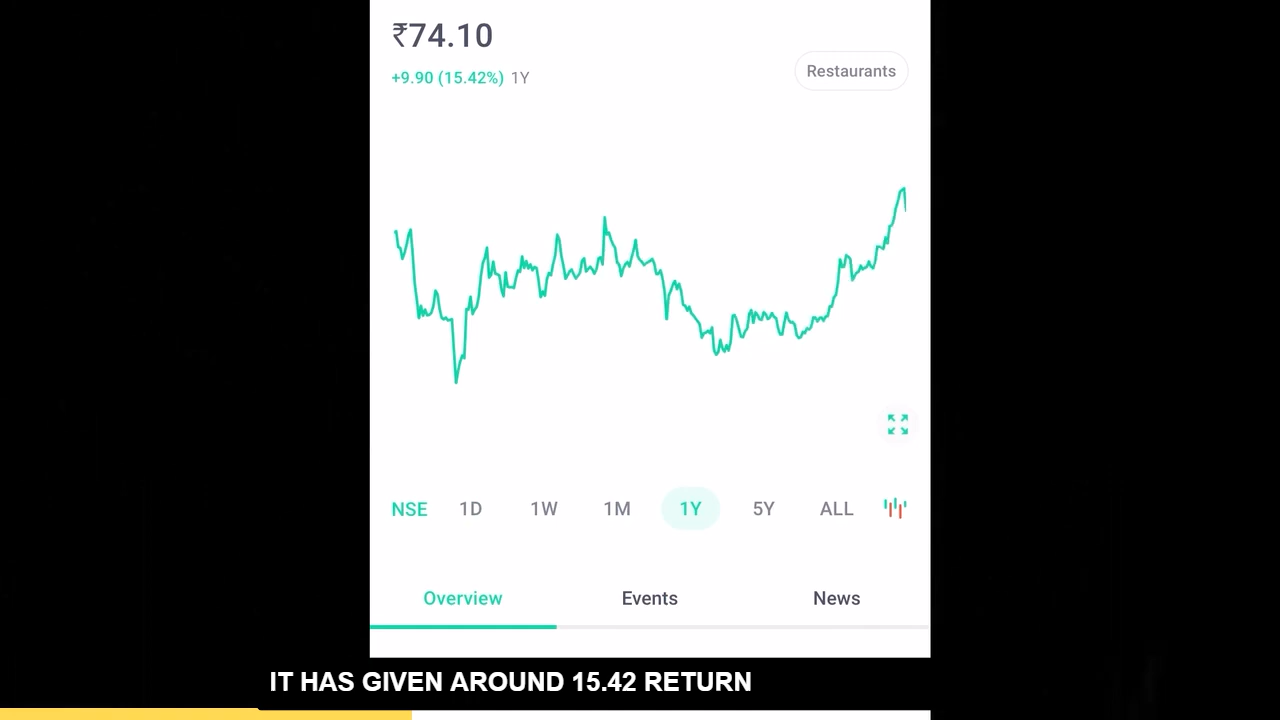 ₹74.10
+9.90 (15.42%) 1Y
Restaurants
NSE 1D 1W 1M 1Y 5Y ALL
Overview Events News
IT HAS GIVEN AROUND 15.42 RETURN